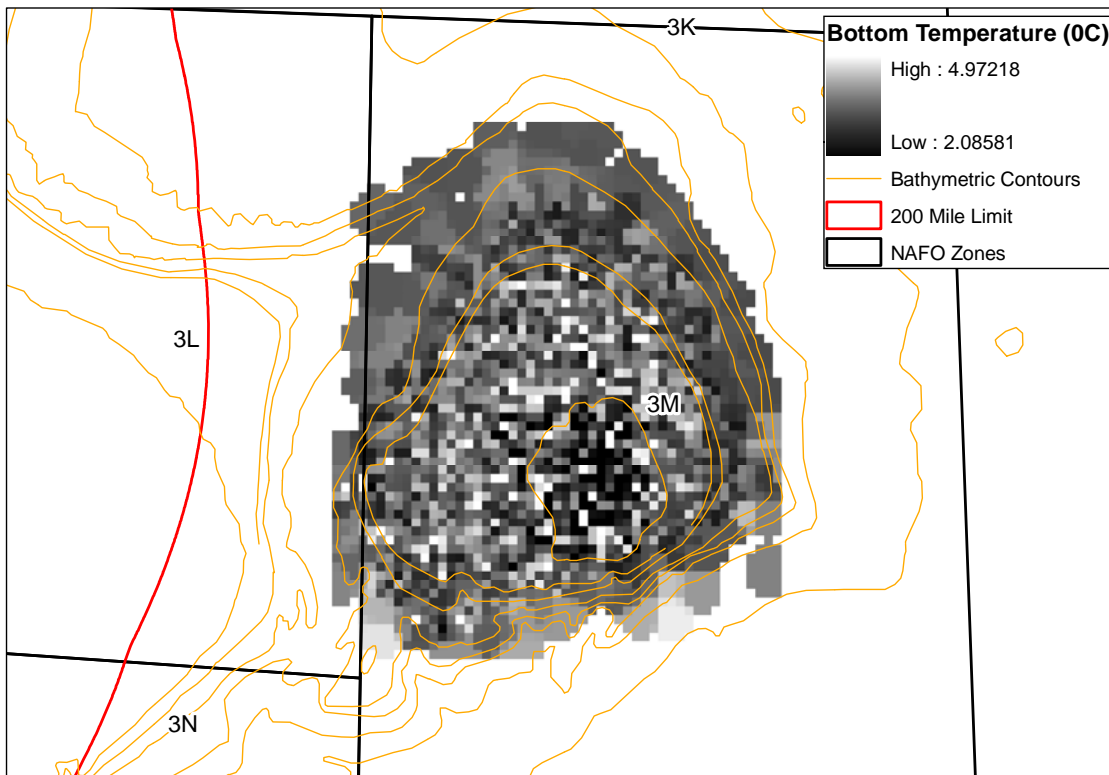 3K
Bottom Temperature (0C)
High : 4.97218
Low : 2.08581
Bathymetric Contours
200 Mile Limit
NAFO Zones
3L
3M
3N